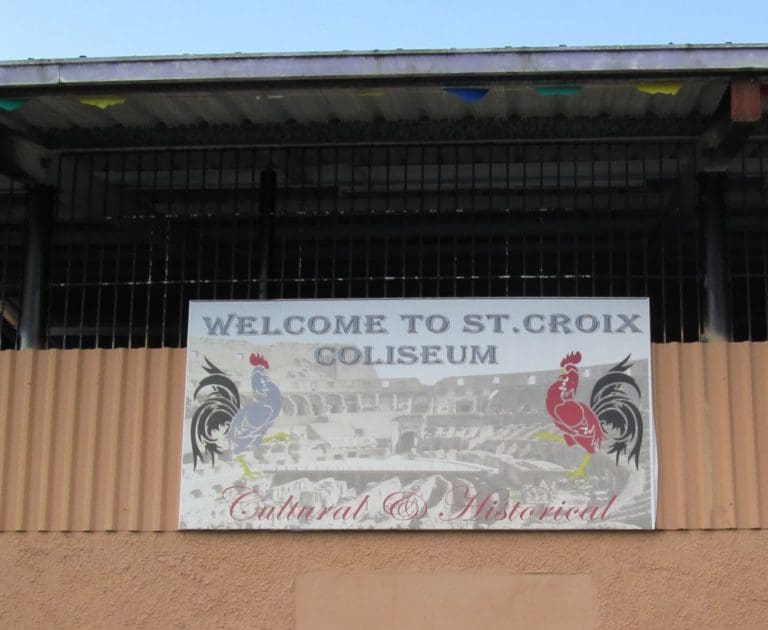 WELCOME TO ST.CROIX
COLISEUM
Cultural & Historical